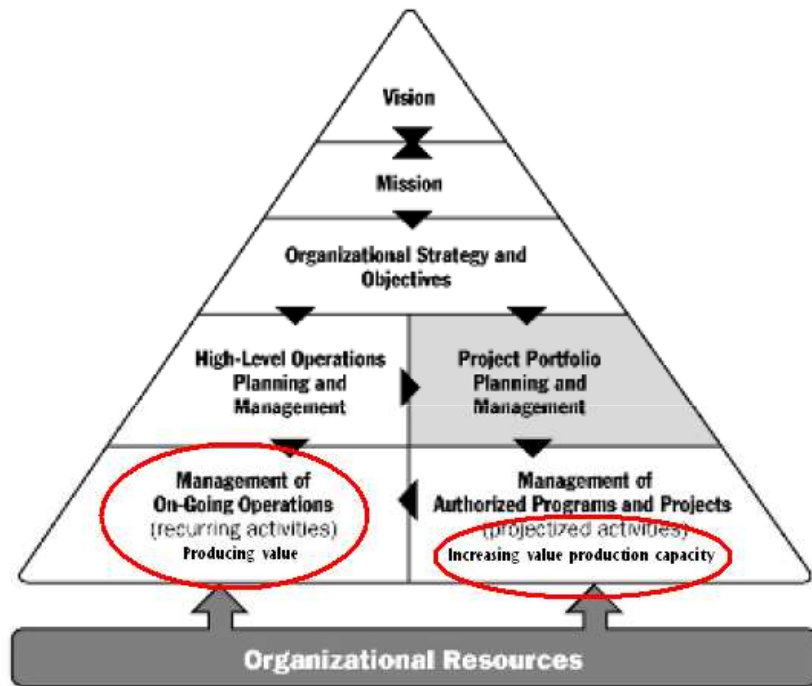 Vision
Mission
Organizational Strategy and
Objectives
High-Level Operations
Planning and
Management
Project Portfolio
Planning and
Management
Management of
On-Going Operations
(recurring activities)
Producing value
Management of
Authorized Programs and Projects
(projectized activities)
Increasing value production capacity
Organizational Resources